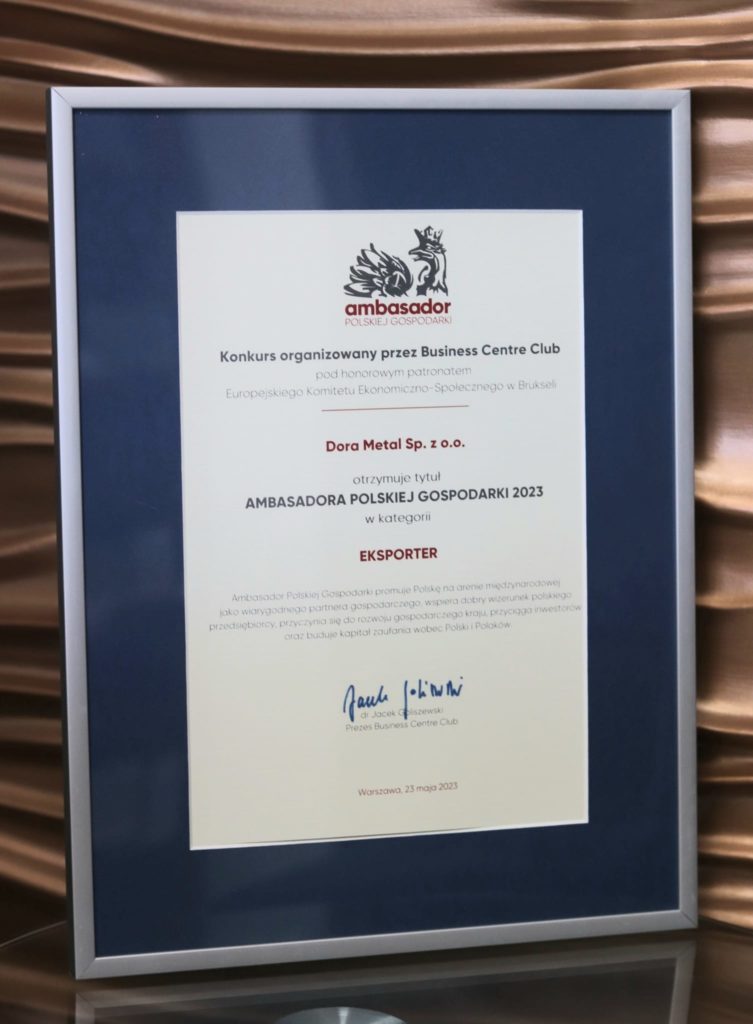 ambasador
POLSKIEJ GOSPODARKI
Konkurs organizowany przez Business Centre Club
pod honorowym patronatem
Europejskiego Komitetu Ekonomiczno-Społecznego w Brukseli
Dora Metal Sp. z o.o.
otrzymuje tytuł
AMBASADORA POLSKIEJ GOSPODARKI 2023
w kategorii
EKSPORTER
Ambasador Polskiej Gospodarki promuje Polskę na arenie międzynarodowej
jako wiarygodnego partnera gospodarczego, wspiera dobry wizerunek polskiego
przedsiębiorcy, przyczynia się do rozwoju gospodarczego kraju, przyciąga inwestorów
oraz buduje kapitał zaufania wobec Polski i Polaków.
dr Jacek Goliszewski
Prezes Business Centre Club
Warszawa, 23 maja 2023